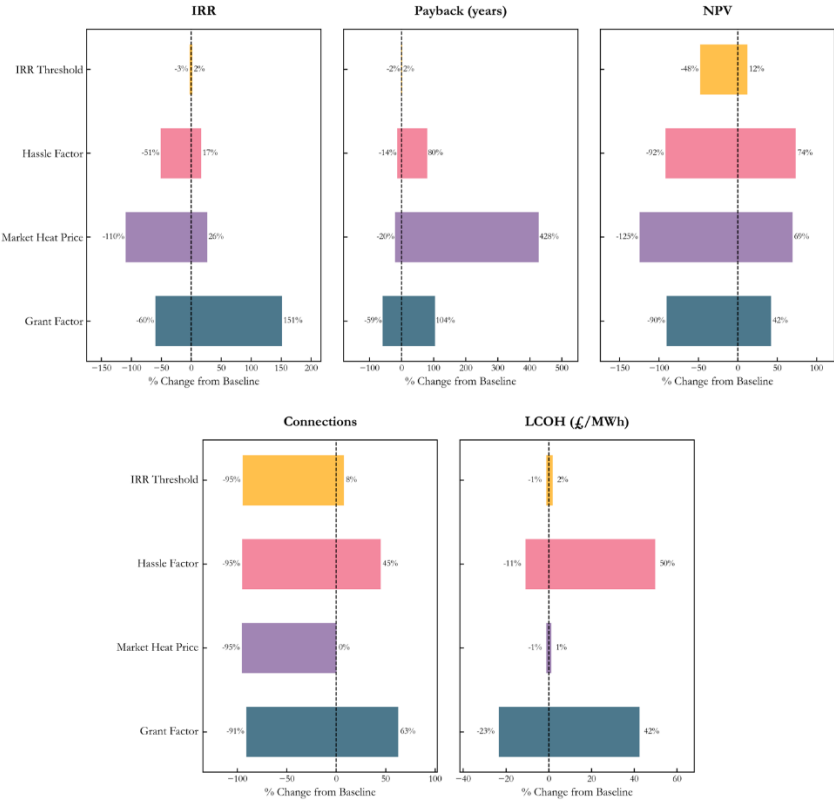 IRR
Payback (years)
NPV
IRR Threshold
-3%
2%
-2%
2%
-48%
12%
Hassle Factor
-51%
17%
-14%
80%
-92%
74%
Market Heat Price
-110%
26%
-20%
428%
-125%
69%
Grant Factor
-60%
151%
-59%
104%
-90%
42%
−150 −100 −50 0 50 100 150 200
−100 0 100 200 300 400 500
−150 −100 −50 0 50 100
% Change from Baseline
% Change from Baseline
% Change from Baseline
Connections
LCOH (£/MWh)
IRR Threshold
-95%
8%
-1%
2%
Hassle Factor
-95%
45%
-11%
50%
Market Heat Price
-95%
0%
-1%
1%
Grant Factor
-91%
63%
-23%
42%
−100 −50 0 50 100
−40 −20 0 20 40 60
% Change from Baseline
% Change from Baseline